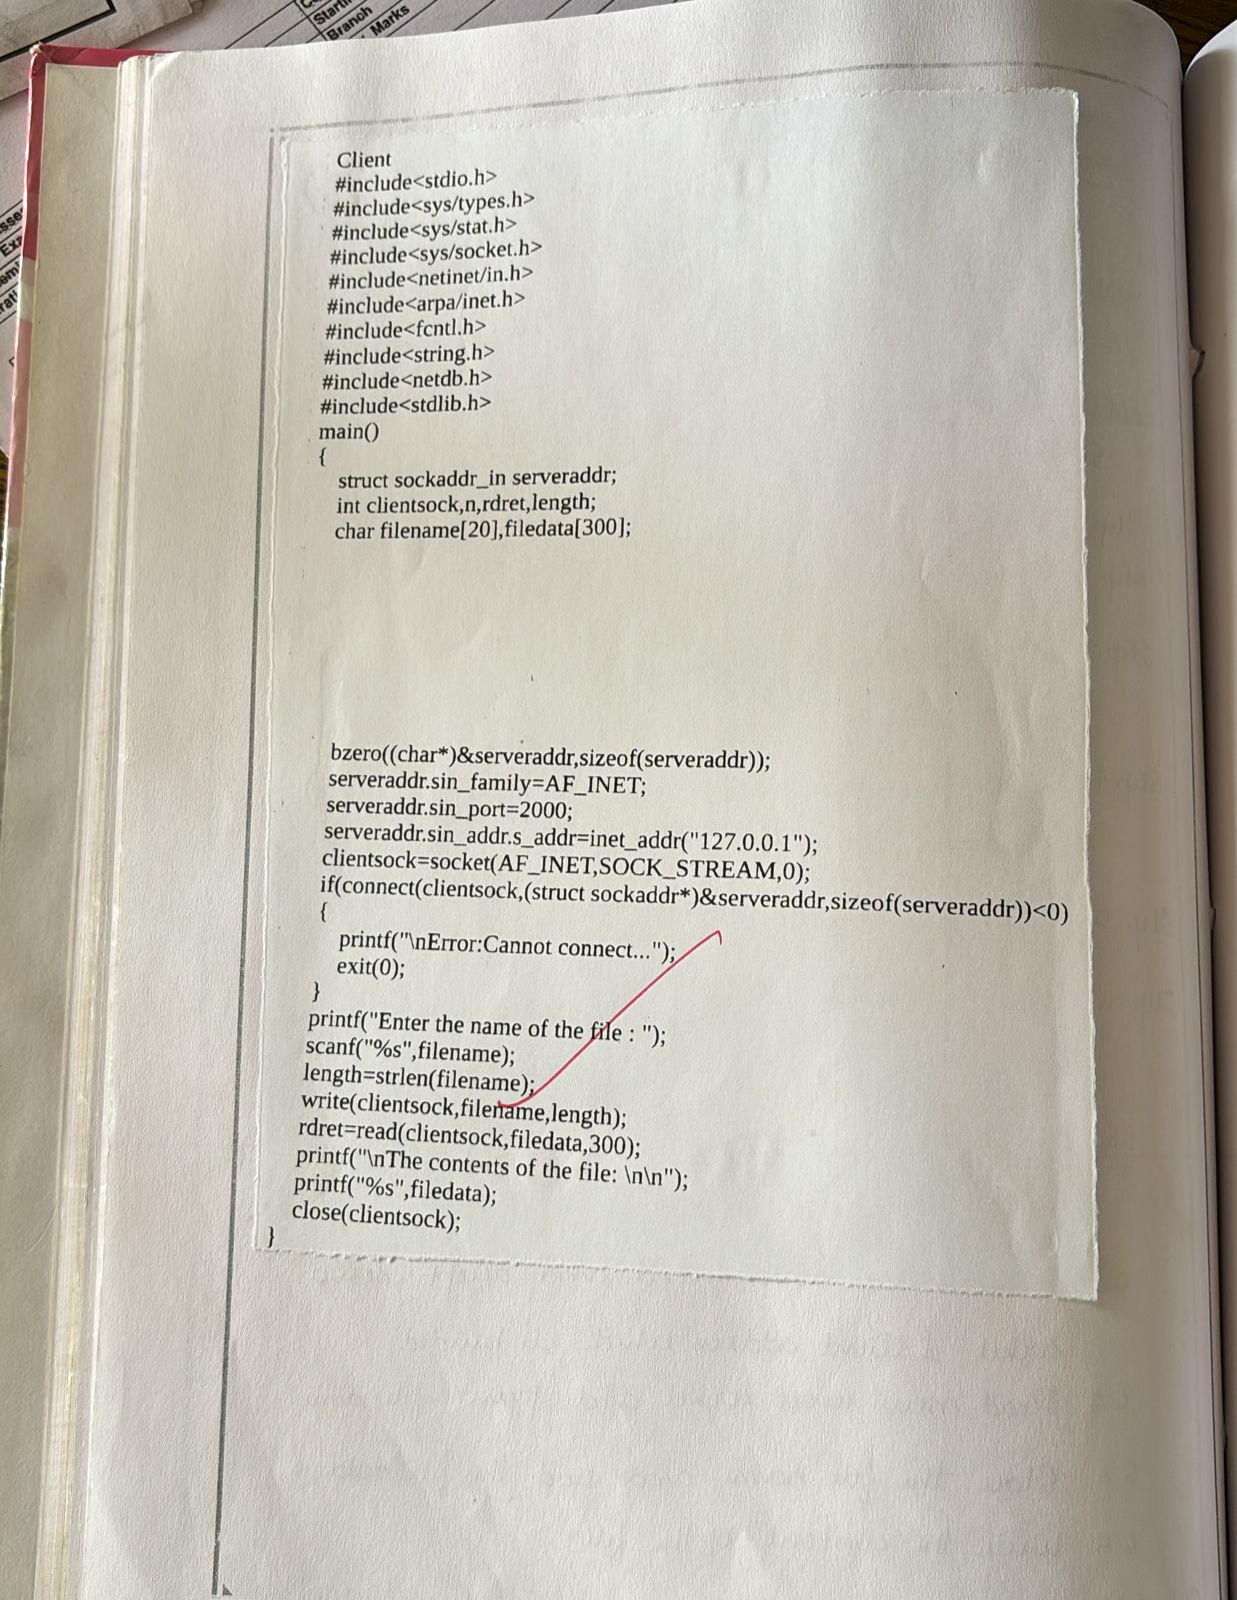 Branch
Marks
Client
#include<stdio.h>
#include<sys/types.h>
#include<sys/stat.h>
#include<sys/socket.h>
#include<netinet/in.h>
#include<arpa/inet.h>
#include<fcntl.h>
#include<string.h>
#include<netdb.h>
#include<stdlib.h>
main()
{
struct sockaddr_in serveraddr;
int clientsock,n,rdret,length;
char filename[20],filedata[300];
bzero((char*)&serveraddr,sizeof(serveraddr));
serveraddr.sin_family=AF_INET;
serveraddr.sin_port=2000;
serveraddr.sin_addr.s_addr=inet_addr("127.0.0.1");
clientsock=socket(AF_INET,SOCK_STREAM,0);
if(connect(clientsock,(struct sockaddr*)&serveraddr,sizeof(serveraddr))<0)
{
printf("\nError:Cannot connect...");
exit(0);
}
printf("Enter the name of the file : ");
scanf("%s",filename);
length=strlen(filename);
write(clientsock,filename,length);
rdret=read(clientsock,filedata,300);
printf("\nThe contents of the file: \n\n");
printf("%s",filedata);
close(clientsock);
}